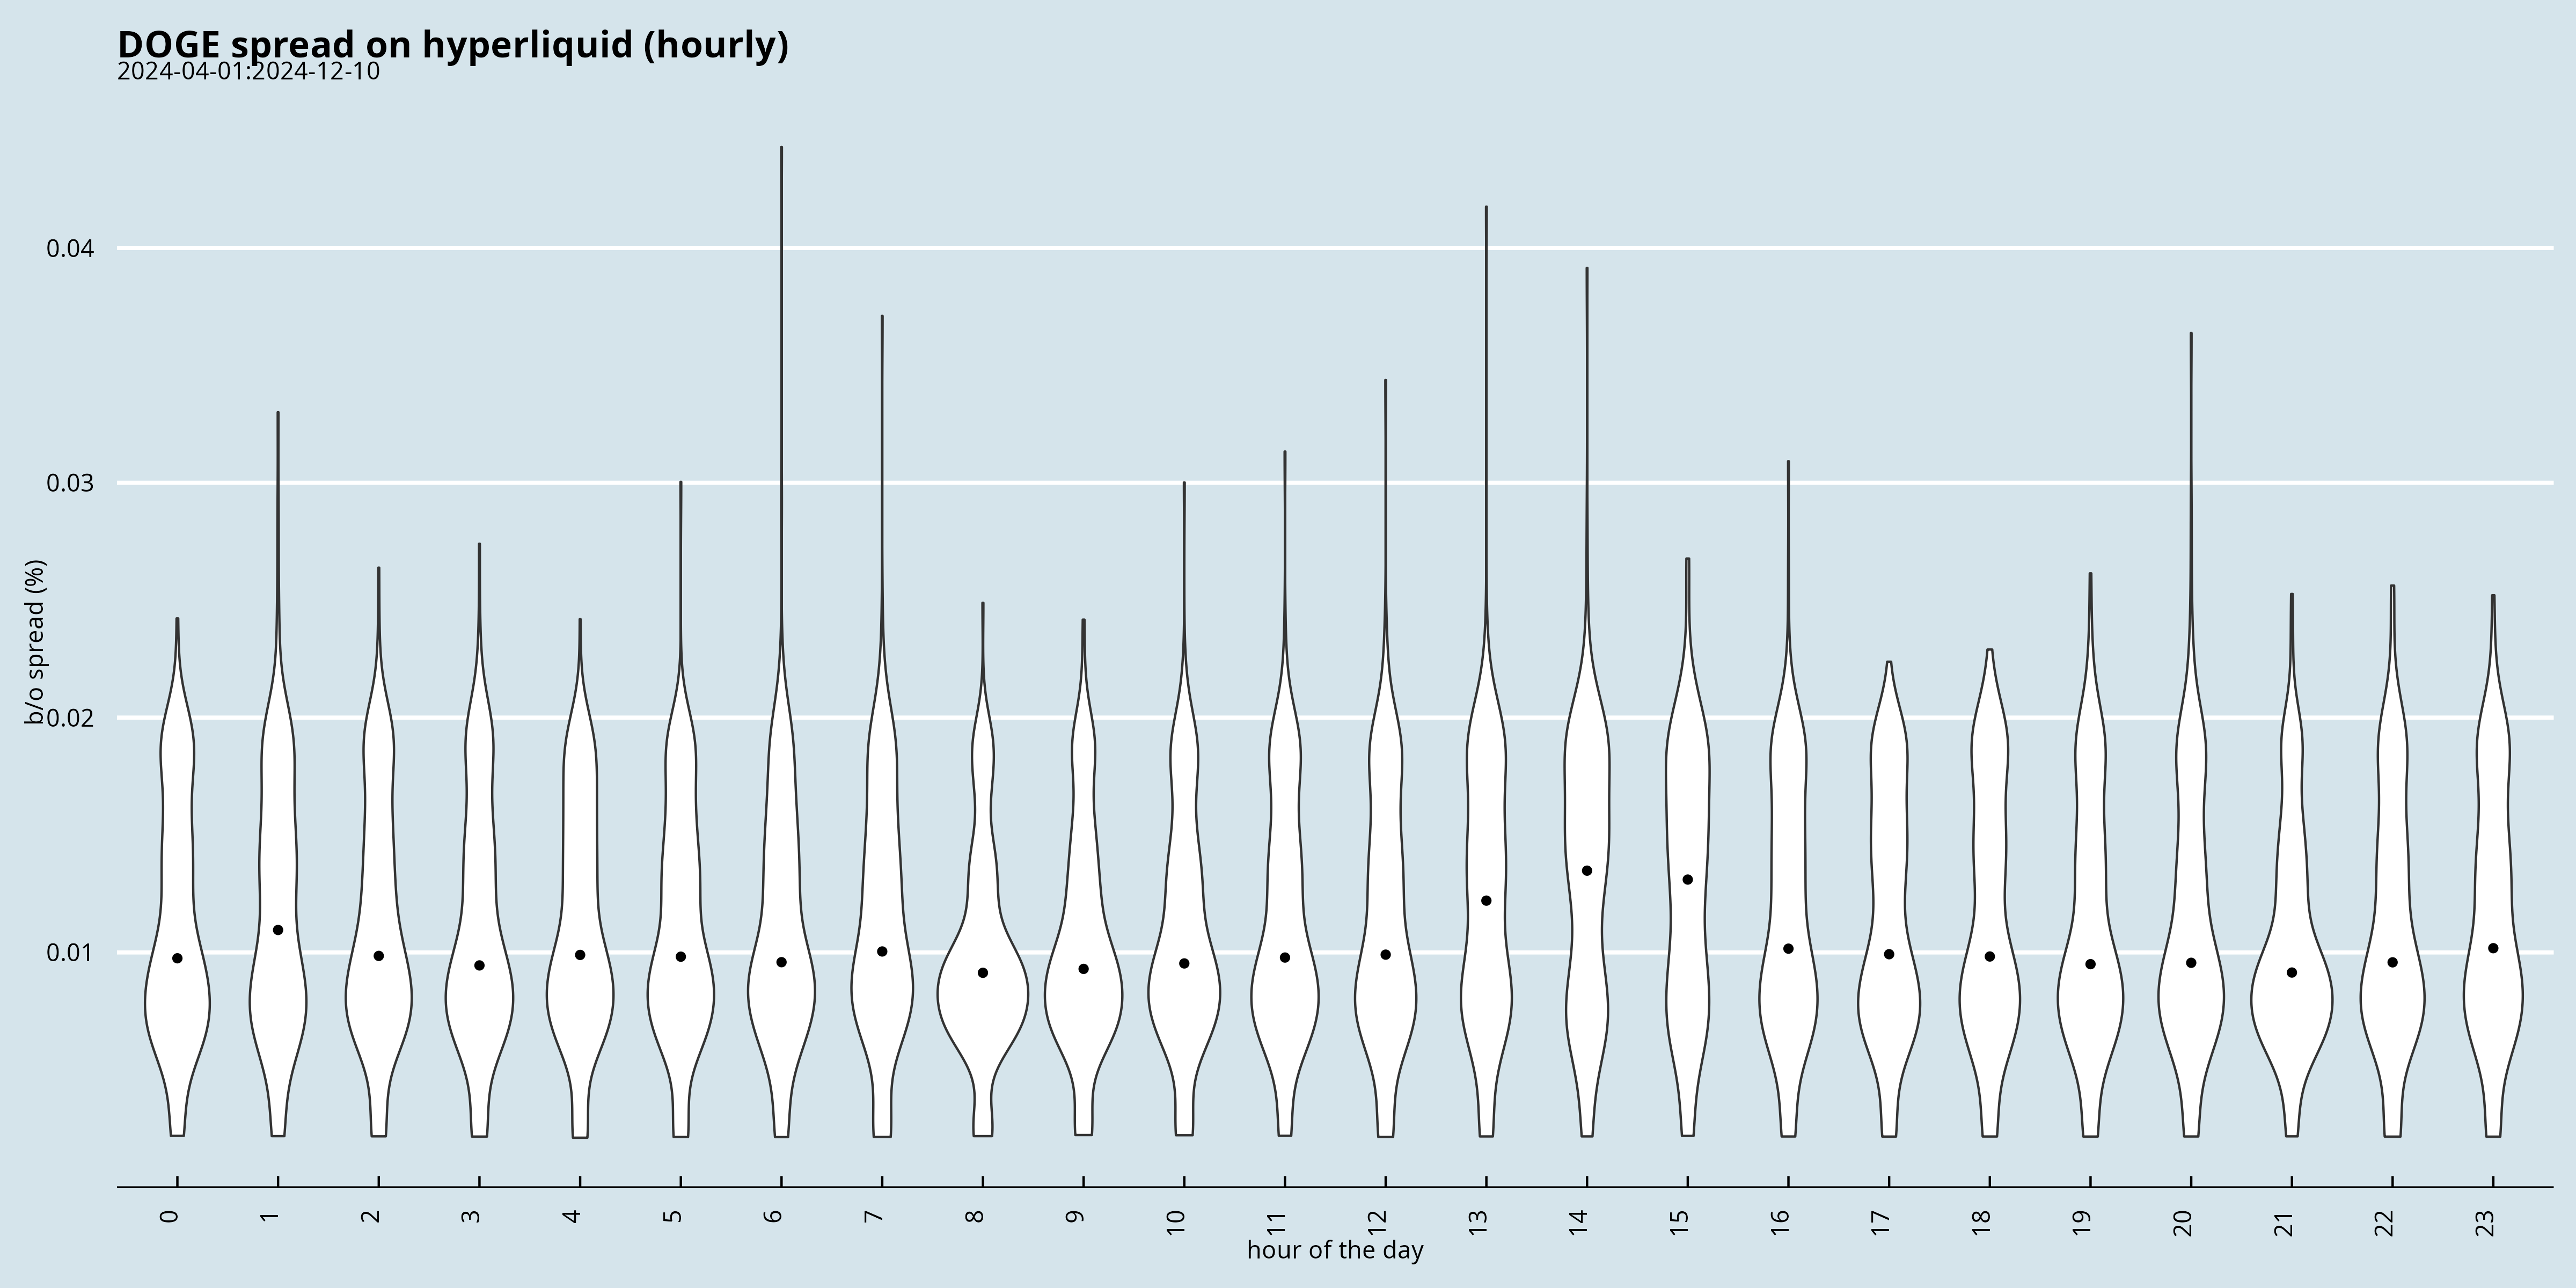 DOGE spread on hyperliquid (hourly)
2024-04-01:2024-12-10
b/o spread (%)
0.04
0.03
0.02
0.01
0 1 2 3 4 5 6 7 8 9 10 11 12 13 14 15 16 17 18 19 20 21 22 23
hour of the day